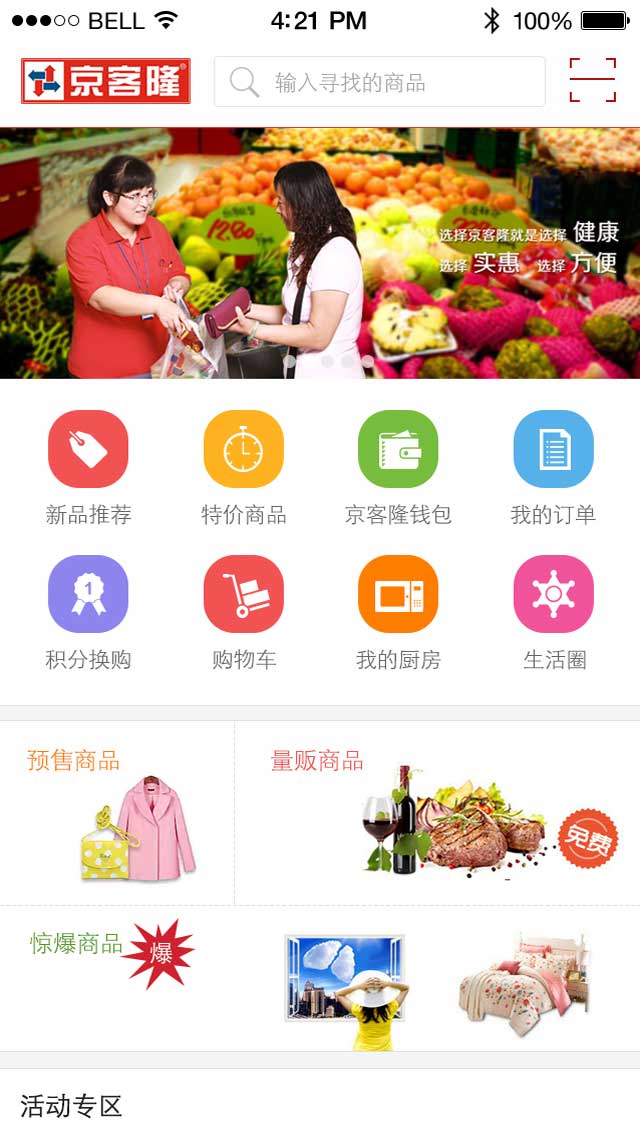 BELL 4:21 PM 100%
京客隆®
输入寻找的商品
12.80
选择京客隆就是选择 健康
选择 实惠 选择 方便
新品推荐 特价商品 京客隆钱包 我的订单
1
积分换购 购物车 我的厨房 生活圈
预售商品 量贩商品
免费
惊爆商品 爆
活动专区